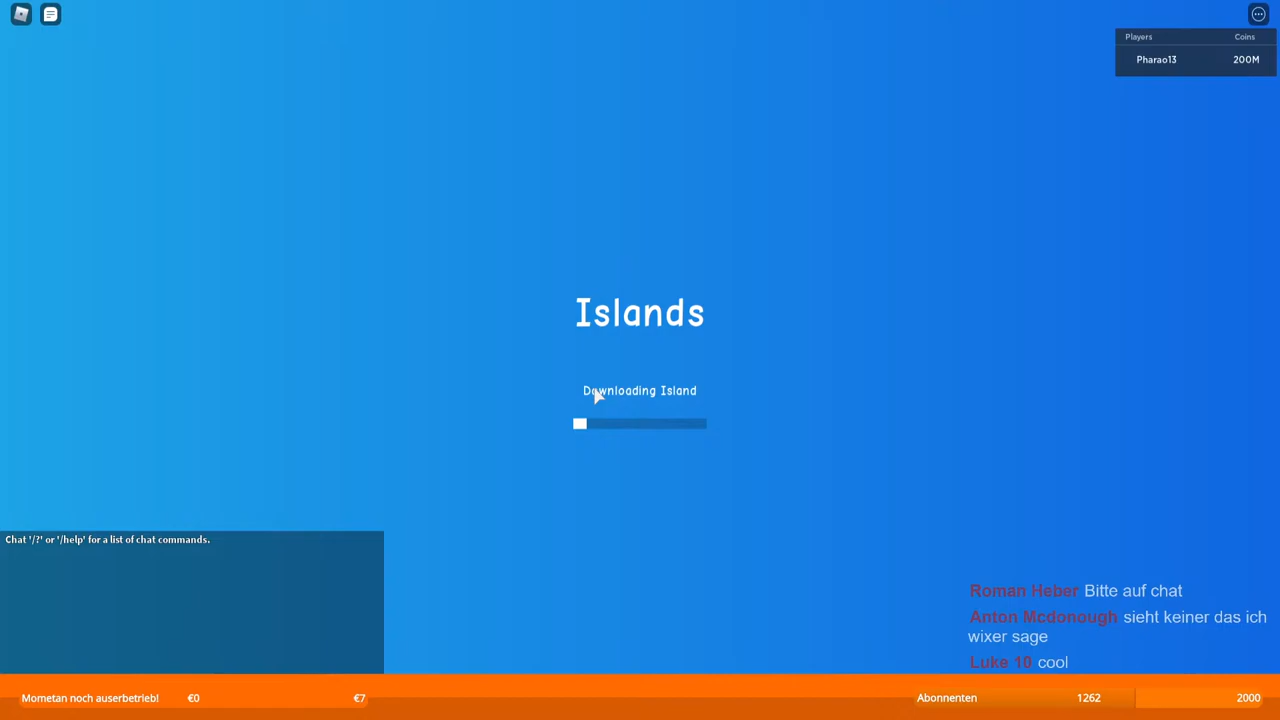 Players Coins
Pharao13 200M
Islands
Downloading Island
Chat '/?' or '/help' for a list of chat commands.
Roman Heber Bitte auf chat
Anton Mcdonough sieht keiner das ich
wixer sage
Luke 10 cool
Mometan noch auserbetrieb! €0 €7 Abonnenten 1262 2000